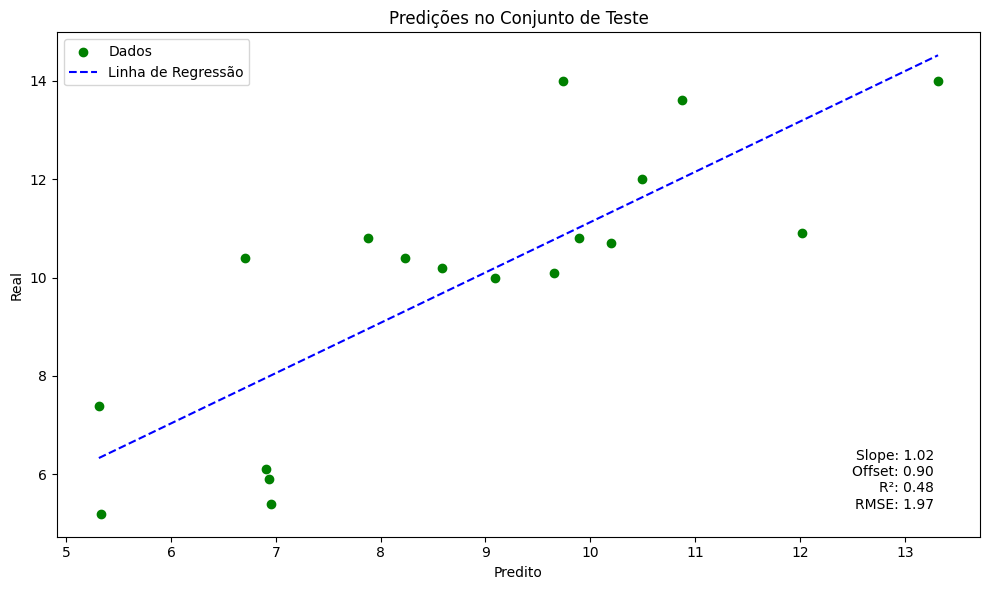 Predições no Conjunto de Teste
Dados
Linha de Regressão
14
12
10
8
6
Real
Slope: 1.02
Offset: 0.90
R²: 0.48
RMSE: 1.97
5 6 7 8 9 10 11 12 13
Predito